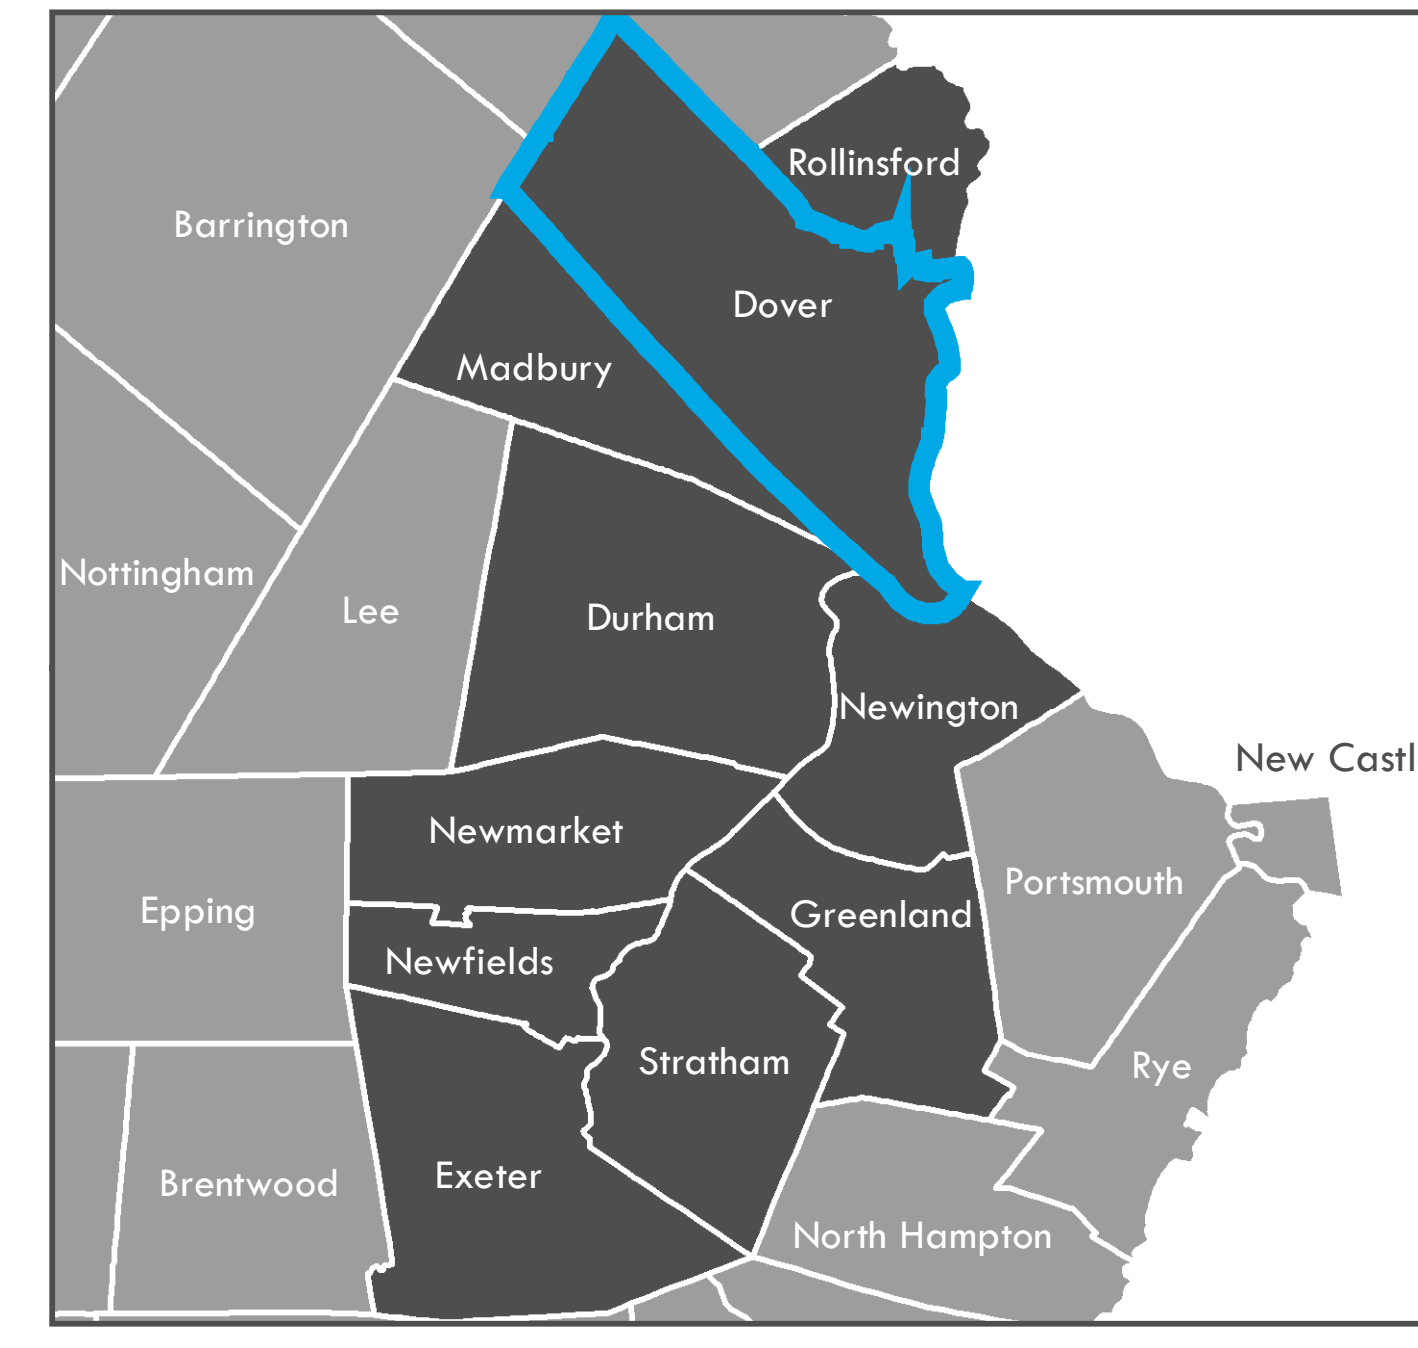 Rollinsford
Barrington
Dover
Madbury
Nottingham
Lee
Durham
Newington
New Castl
Newmarket
Portsmouth
Epping
Greenland
Newfields
Stratham
Rye
Exeter
Brentwood
North Hampton